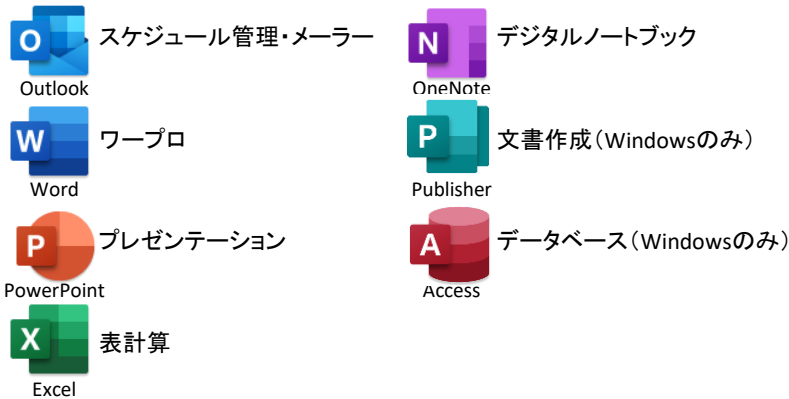 O スケジュール管理・メーラー
Outlook
W ワープロ
Word
P プレゼンテーション
PowerPoint
X 表計算
Excel
N デジタルノートブック
OneNote
P 文書作成（Windowsのみ）
Publisher
A データベース（Windowsのみ）
Access